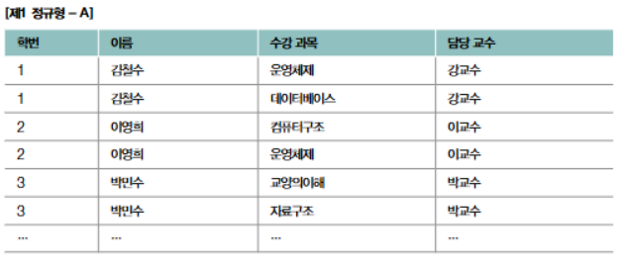 [제1 정규형 – A]
학번 이름 수강 과목 담당 교수
1 김철수 운영체제 강교수
1 김철수 데이터베이스 강교수
2 이영희 컴퓨터구조 이교수
2 이영희 운영체제 이교수
3 박민수 교양의이해 박교수
3 박민수 자료구조 박교수
... ... ... ...